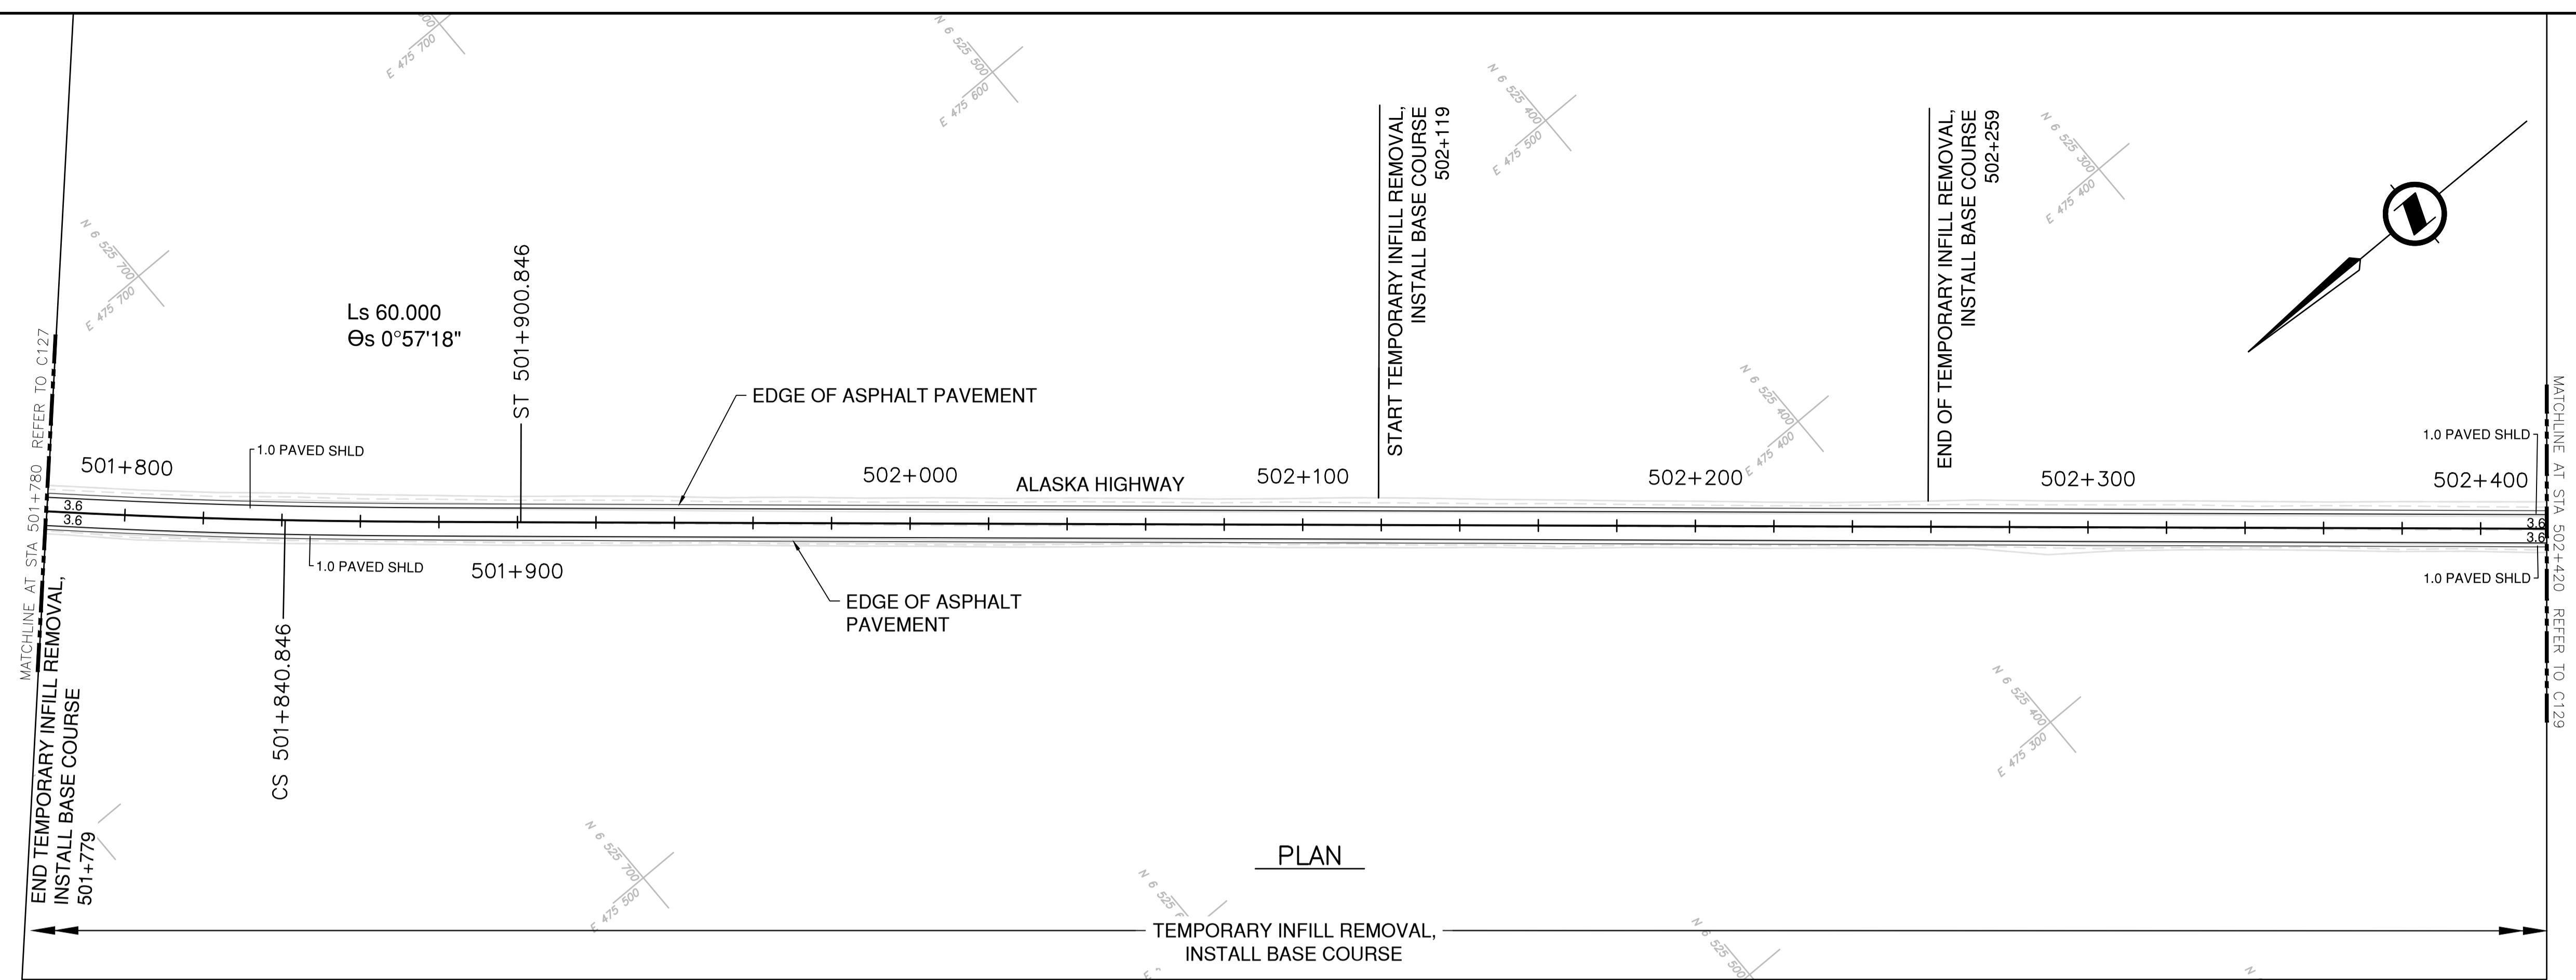 E 475 700
N 6 525 500
E 475 600
N 6 525 400
E 475 500
N 6 525 300
E 475 400
N 6 525 700
E 475 700
START TEMPORARY INFILL REMOVAL,
INSTALL BASE COURSE
502+119
END OF TEMPORARY INFILL REMOVAL,
INSTALL BASE COURSE
502+259
Ls 60.000
Θs 0°57'18"
ST 501+900.846
EDGE OF ASPHALT PAVEMENT
N 6 525 400
E 475 400
MATCHLINE AT STA 501+780 REFER TO C127
501+800
1.0 PAVED SHLD
502+000
ALASKA HIGHWAY
502+100
502+200
502+300
502+400
1.0 PAVED SHLD
3.6
3.6
3.6
3.6
MATCHLINE AT STA 502+420 REFER TO C129
1.0 PAVED SHLD
501+900
1.0 PAVED SHLD
EDGE OF ASPHALT
PAVEMENT
CS 501+840.846
END TEMPORARY INFILL REMOVAL,
INSTALL BASE COURSE
501+779
N 6 525 400
E 475 300
N 6 525 700
E 475 500
PLAN
N 6 525
TEMPORARY INFILL REMOVAL,
INSTALL BASE COURSE
N 6 525 500